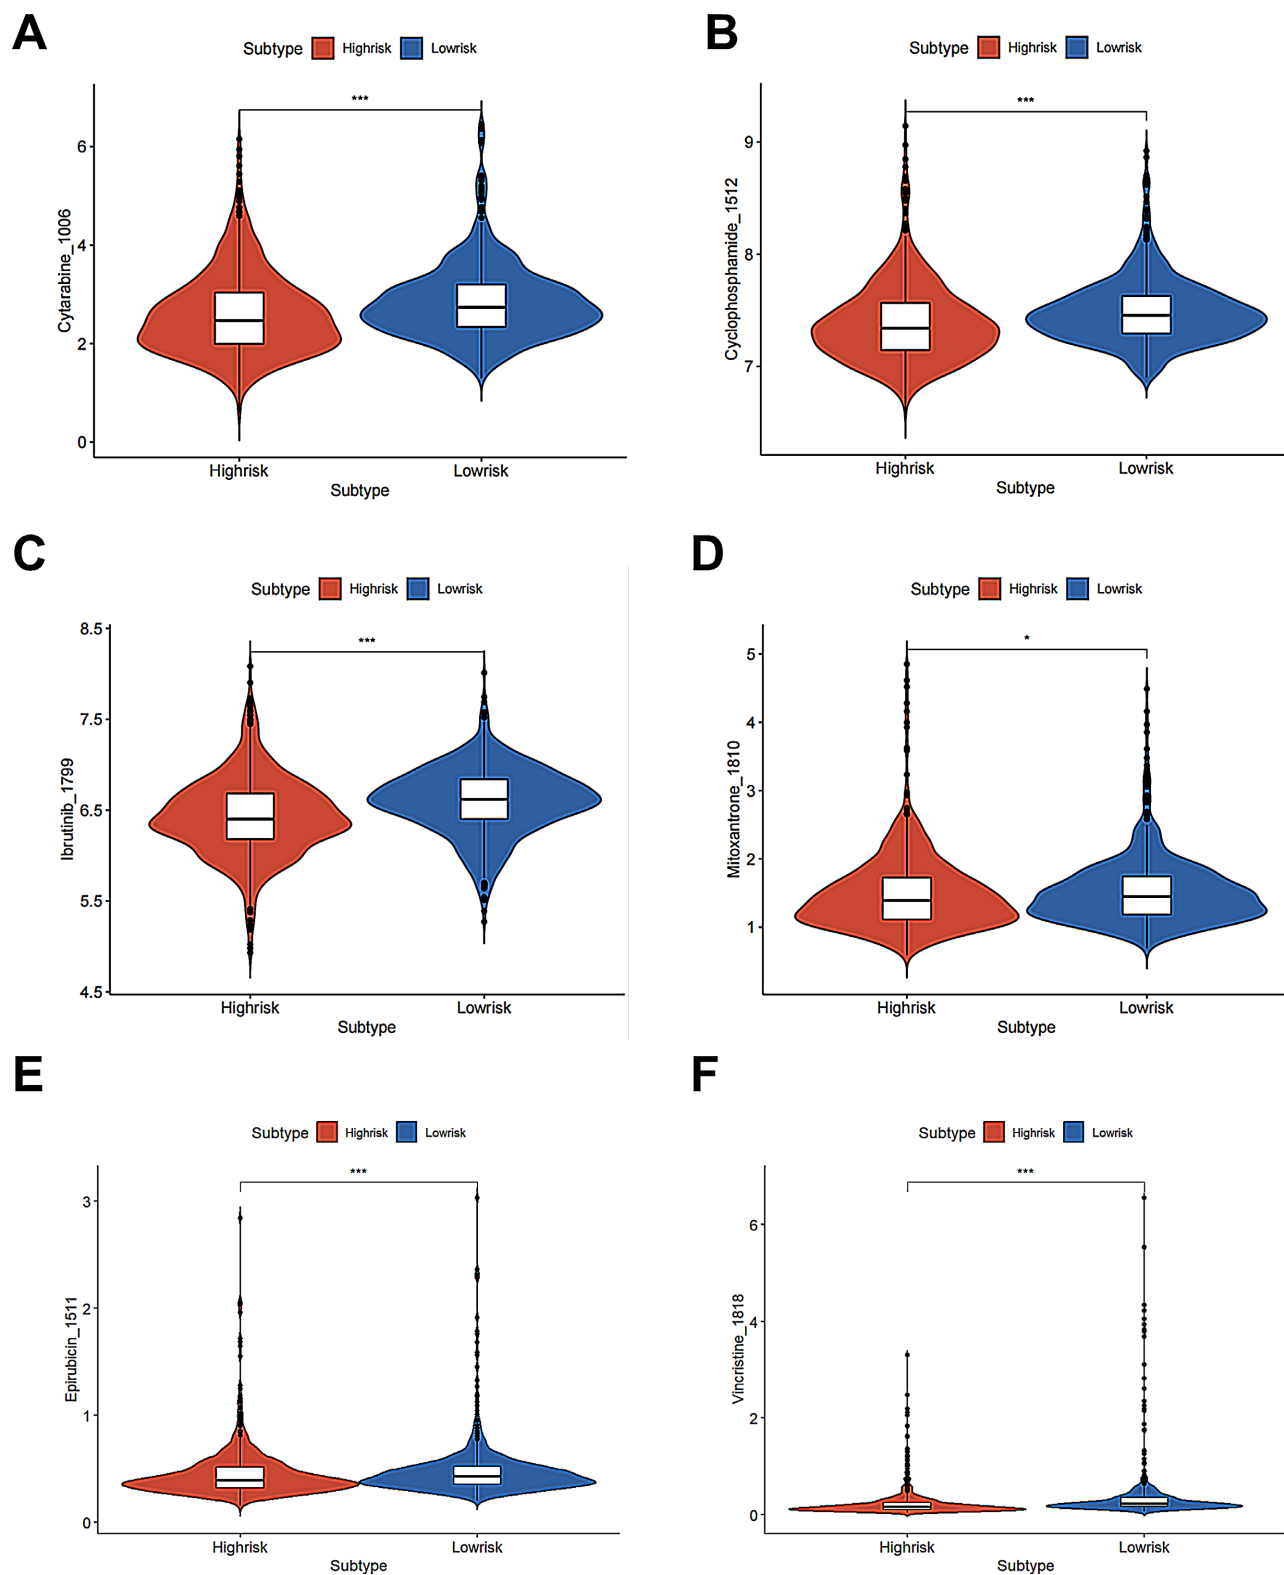 A
Subtype Highrisk Lowrisk
***
Cytarabine_1006
6
4
2
0
Highrisk Lowrisk
Subtype
B
Subtype Highrisk Lowrisk
***
Cyclophosphamide_1512
9
8
7
Highrisk Lowrisk
Subtype
C
Subtype Highrisk Lowrisk
***
Ibrutinib_1799
8.5
7.5
6.5
5.5
4.5
Highrisk Lowrisk
Subtype
D
Subtype Highrisk Lowrisk
*
Mitoxantrone_1810
5
4
3
2
1
Highrisk Lowrisk
Subtype
E
Subtype Highrisk Lowrisk
***
Epirubicin_1511
3
2
1
0
Highrisk Lowrisk
Subtype
F
Subtype Highrisk Lowrisk
***
Vincristine_1818
6
4
2
0
Highrisk Lowrisk
Subtype